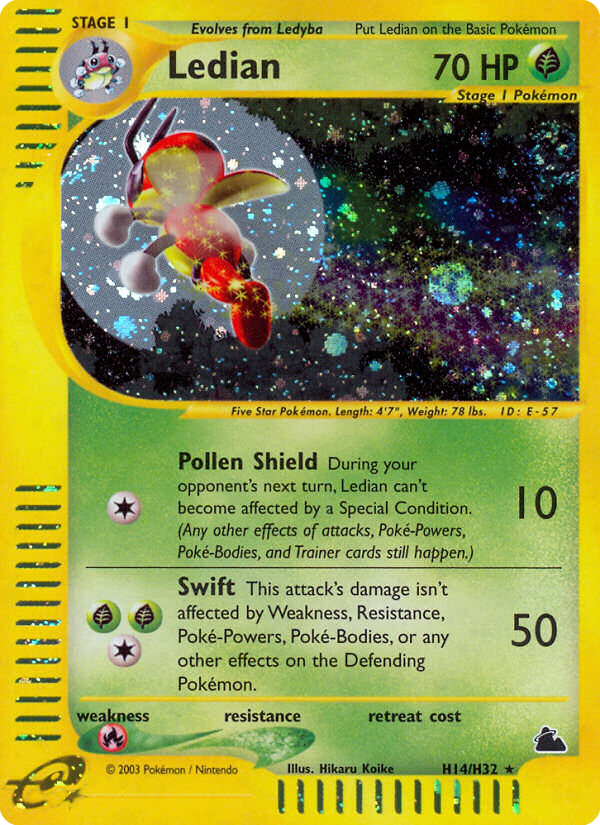 STAGE 1
Evolves from Ledyba
Put Ledian on the Basic Pokémon
Ledian
70 HP
Stage 1 Pokémon
Five Star Pokémon. Length: 4'7", Weight: 78 lbs. ID: E-57
Pollen Shield During your
opponent's next turn, Ledian can't
become affected by a Special Condition.
(Any other effects of attacks, Poké-Powers,
Poké-Bodies, and Trainer cards still happen.)
10
Swift This attack's damage isn't
affected by Weakness, Resistance,
Poké-Powers, Poké-Bodies, or any
other effects on the Defending
Pokémon.
50
weakness
resistance
retreat cost
© 2003 Pokémon / Nintendo
Illus. Hikaru Koike
H14/H32 ★
e